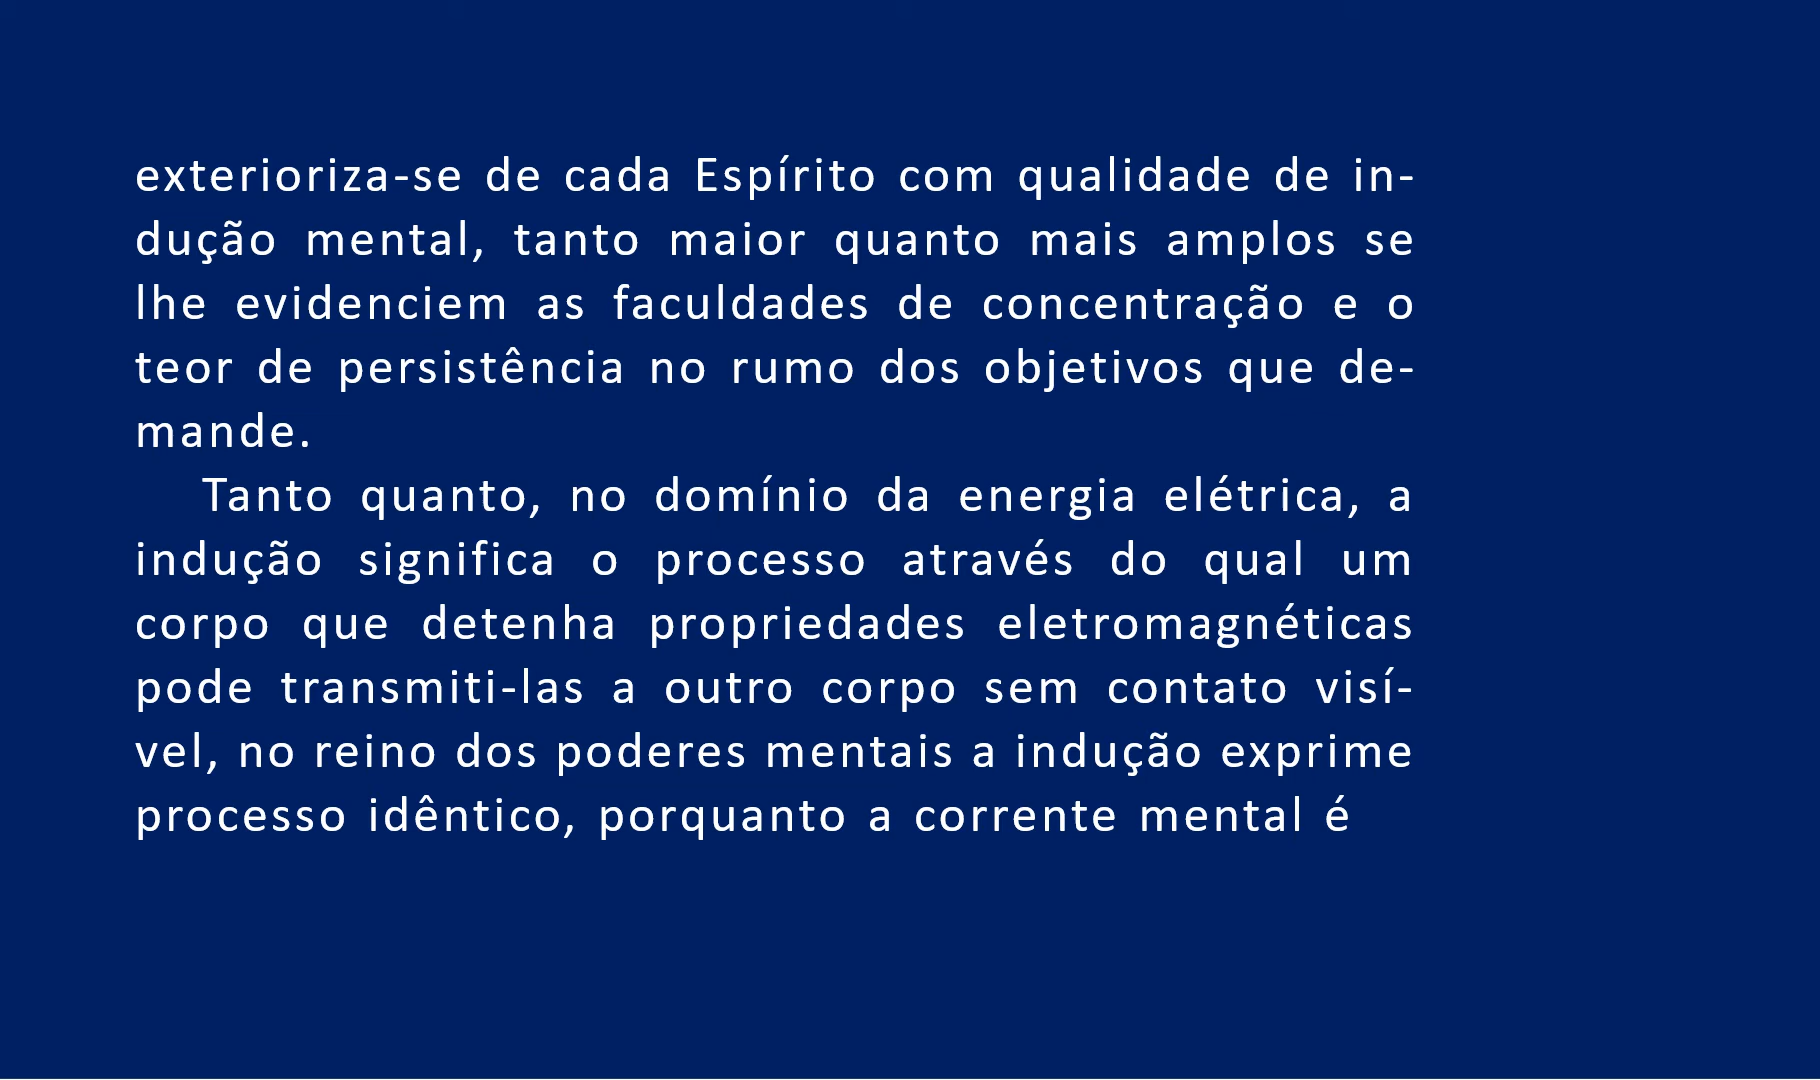 exterioriza-se de cada Espírito com qualidade de in-
dução mental, tanto maior quanto mais amplos se
lhe evidenciem as faculdades de concentração e o
teor de persistência no rumo dos objetivos que de-
mande.
Tanto quanto, no domínio da energia elétrica, a
indução significa o processo através do qual um
corpo que detenha propriedades eletromagnéticas
pode transmiti-las a outro corpo sem contato visí-
vel, no reino dos poderes mentais a indução exprime
processo idêntico, porquanto a corrente mental é